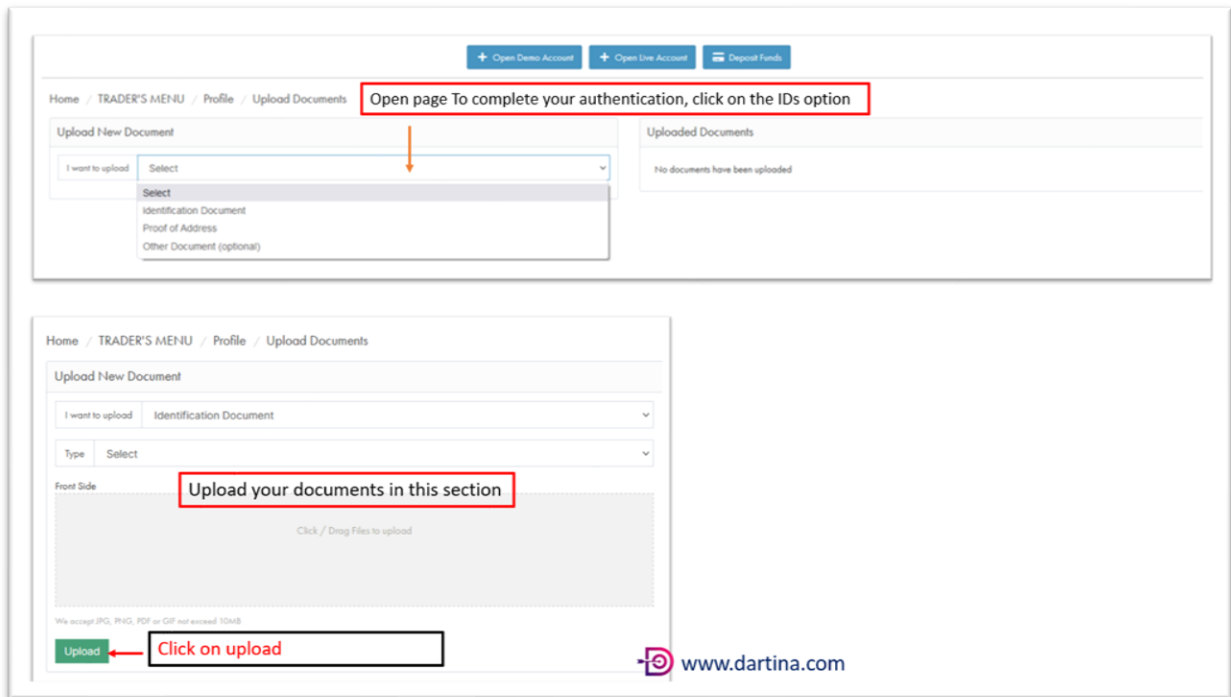 + Open Demo Account + Open Live Account Deposit Funds
Home / TRADER'S MENU / Profile / Upload Documents
Open page To complete your authentication, click on the IDs option
Upload New Document
Uploaded Documents
I want to upload Select
No documents have been uploaded
Select
Identification Document
Proof of Address
Other Document (optional)
Home / TRADER'S MENU / Profile / Upload Documents
Upload New Document
I want to upload Identification Document
Type Select
Front Side
Upload your documents in this section
Click / Drag Files to upload
We accept JPG, PNG, PDF or GIF not exceed 10MB
Upload
Click on upload
www.dartina.com